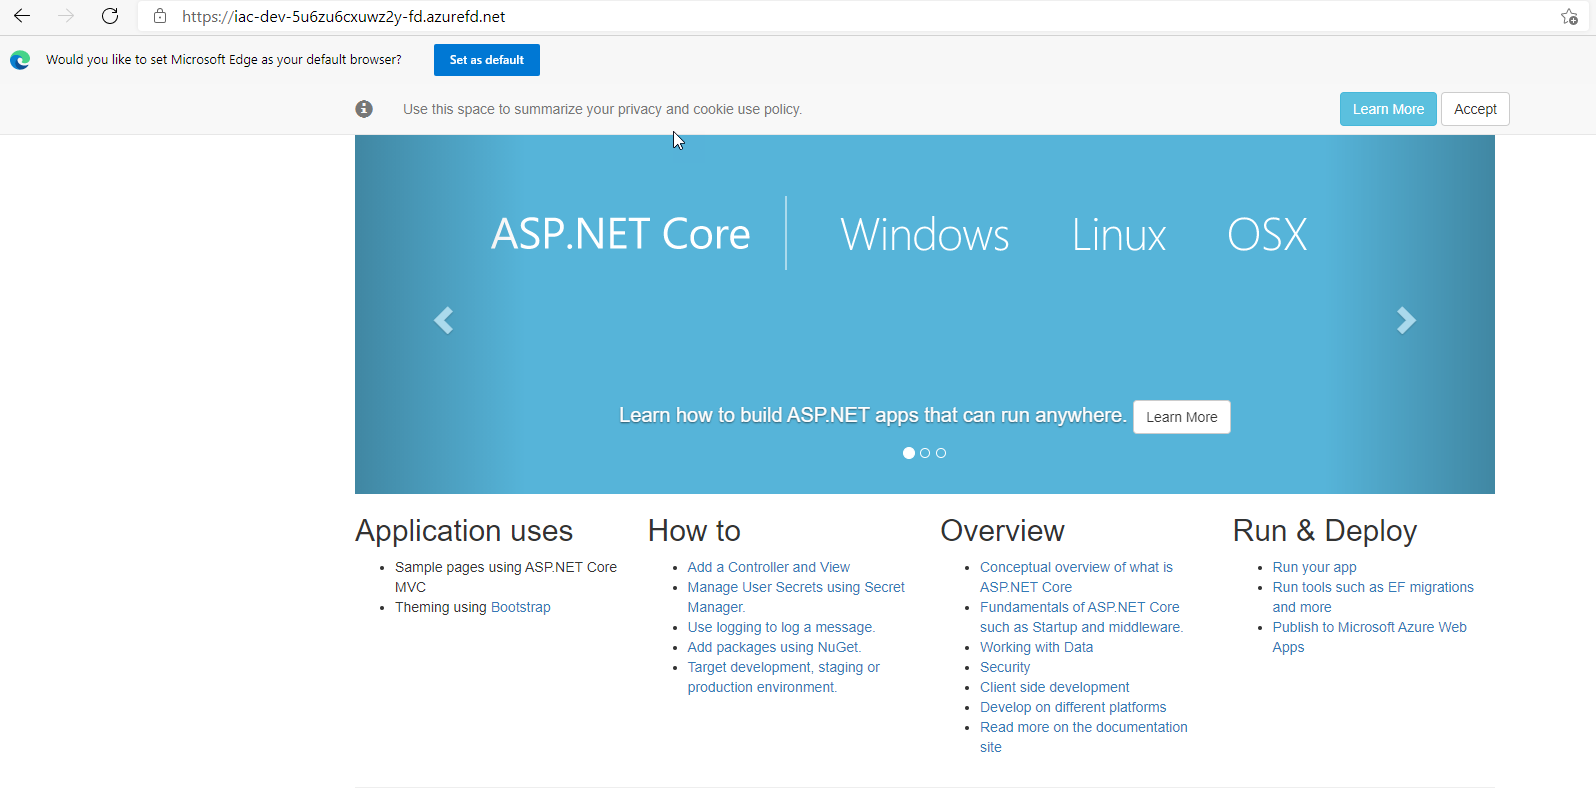 https://iac-dev-5u6zu6cxuwz2y-fd.azurefd.net
Would you like to set Microsoft Edge as your default browser? Set as default
Use this space to summarize your privacy and cookie use policy. Learn More Accept
ASP.NET Core Windows Linux OSX
Learn how to build ASP.NET apps that can run anywhere. Learn More
Application uses
Sample pages using ASP.NET Core
MVC
Theming using Bootstrap
How to
Add a Controller and View
Manage User Secrets using Secret
Manager.
Use logging to log a message.
Add packages using NuGet.
Target development, staging or
production environment.
Overview
Conceptual overview of what is
ASP.NET Core
Fundamentals of ASP.NET Core
such as Startup and middleware.
Working with Data
Security
Client side development
Develop on different platforms
Read more on the documentation
site
Run & Deploy
Run your app
Run tools such as EF migrations
and more
Publish to Microsoft Azure Web
Apps